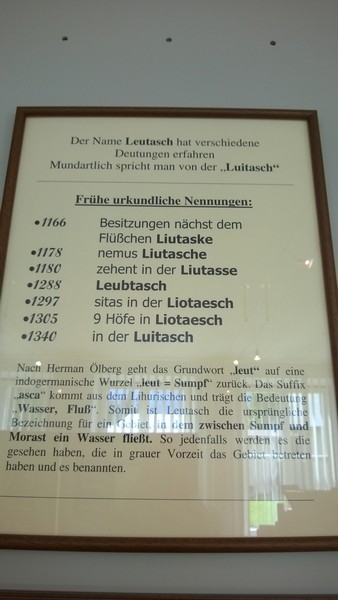 Der Name Leutasch hat verschiedene
Deutungen erfahren
Mundartlich spricht man von der „Luitasch“
Frühe urkundliche Nennungen:
•1166 Besitzungen nächst dem
Flüßchen Liutaske
•1178 nemus Liutasche
•1180 zehent in der Liutasse
•1288 Leubtasch
•1297 sitas in der Liotaesch
•1305 9 Höfe in Liotaesch
•1340 in der Luitasch
Nach Herman Ölberg geht das Grundwort „leut“ auf eine
indogermanische Wurzel „leut = Sumpf“ zurück. Das Suffix
„asca“ kommt aus dem Lihurischen und trägt die Bedeutung
„Wasser, Fluß“. Somit ist Leutasch die ursprüngliche
Bezeichnung für ein Gebiet, in dem zwischen Sumpf und
Morast ein Wasser fließt. So jedenfalls werden es die
gesehen haben, die in grauer Vorzeit das Gebiet betreten
haben und es benannten.